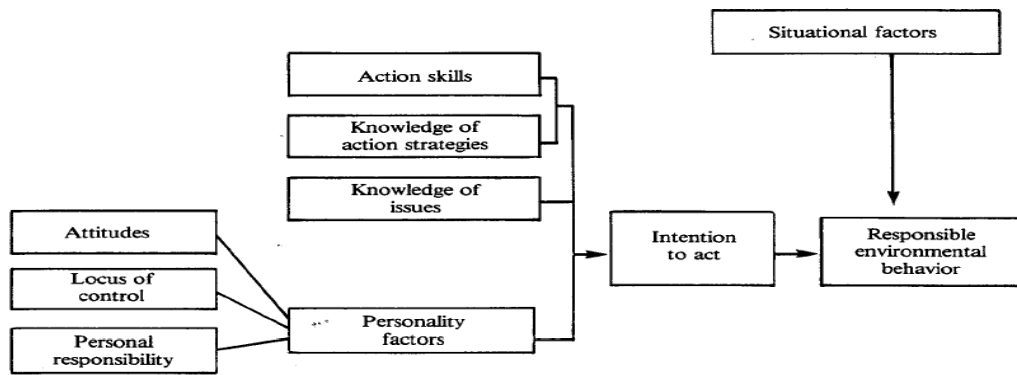 Situational factors
Action skills
Knowledge of
action strategies
Knowledge of
issues
Attitudes
Locus of
control
Personal
responsibility
Personality
factors
Intention
to act
Responsible
environmental
behavior